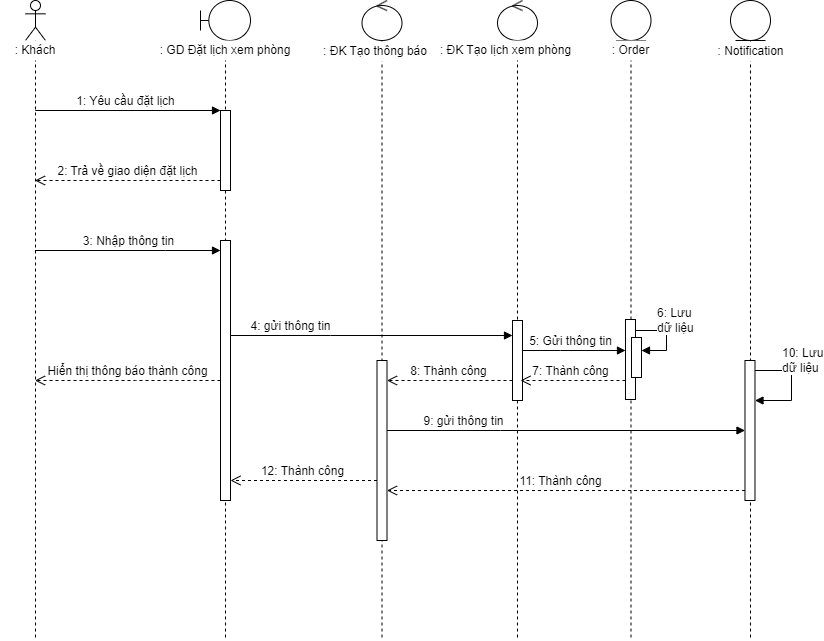 : Khách
: GD Đặt lịch xem phòng
: ĐK Tạo thông báo
: ĐK Tạo lịch xem phòng
: Order
: Notification
1: Yêu cầu đặt lịch
2: Trả về giao diện đặt lịch
3: Nhập thông tin
4: gửi thông tin
5: Gửi thông tin
6: Lưu
dữ liệu
7: Thành công
8: Thành công
Hiển thị thông báo thành công
10: Lưu
dữ liệu
9: gửi thông tin
12: Thành công
11: Thành công